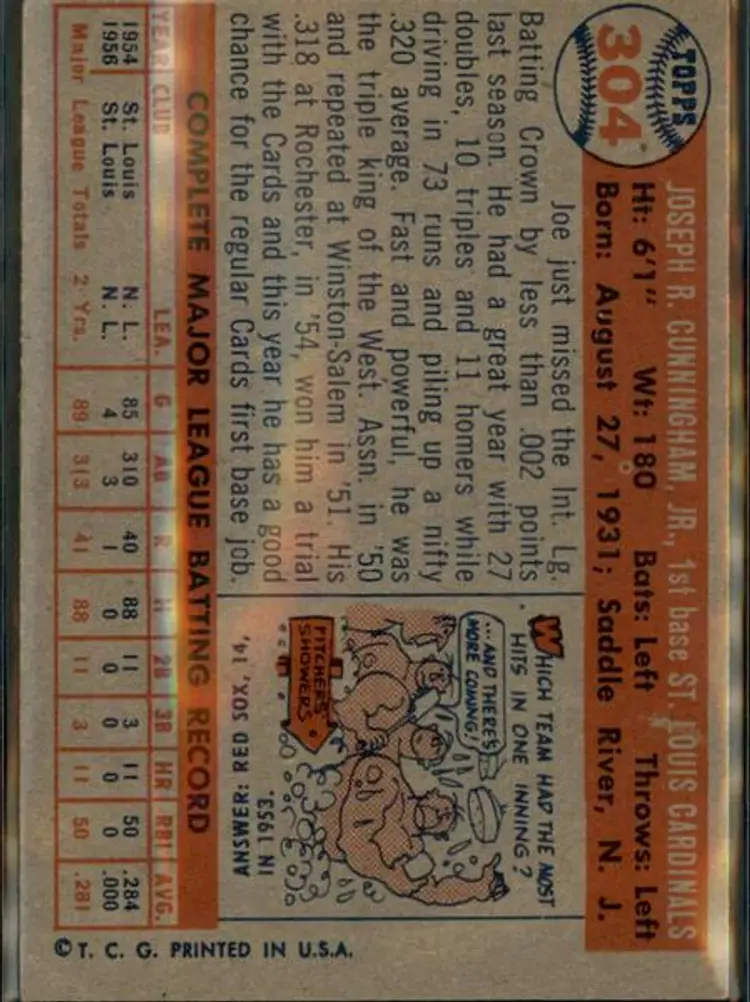 TOPPS
304
JOSEPH R. CUNNINGHAM, JR., 1st base ST. LOUIS CARDINALS
Ht: 6'1" Wt: 180 Bats: Left Throws: Left
Born: August 27, 1931; Saddle River, N. J.
Joe just missed the Int. Lg.
Batting Crown by less than .002 points
last season. He had a great year with 27
doubles, 10 triples and 11 homers while
driving in 73 runs and piling up a nifty
.320 average. Fast and powerful, he was
the triple king of the West. Assn. in '50
and repeated at Winston-Salem in '51. His
.318 at Rochester, in '54, won him a trial
with the Cards and this year he has a good
chance for the regular Cards first base job.
WHICH TEAM HAD THE MOST
HITS IN ONE INNING?
...AND THERE'S
MORE COMING!
PITCHERS
SHOWERS
ANSWER: RED SOX, 14,
IN 1953.
COMPLETE MAJOR LEAGUE BATTING RECORD
YEAR CLUB LEA. G AB R H 2B 3B HR RBI AVG.
1954 St. Louis N. L. 85 310 40 88 11 3 11 50 .284
1956 St. Louis N. L. 4 3 1 0 0 0 0 0 .000
Major League Totals 2 Yrs. 89 313 41 88 11 3 11 50 .281
© T. C. G. PRINTED IN U.S.A.